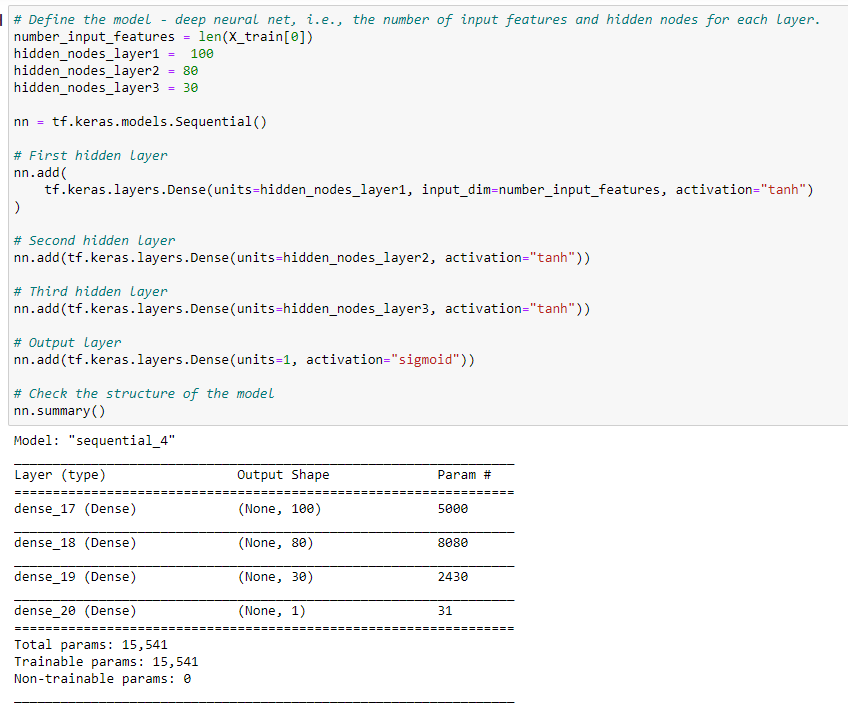 # Define the model - deep neural net, i.e., the number of input features and hidden nodes for each layer.
number_input_features = len(X_train[0])
hidden_nodes_layer1 =  100
hidden_nodes_layer2 = 80
hidden_nodes_layer3 = 30

nn = tf.keras.models.Sequential()

# First hidden layer
nn.add(
    tf.keras.layers.Dense(units=hidden_nodes_layer1, input_dim=number_input_features, activation="tanh")
)

# Second hidden layer
nn.add(tf.keras.layers.Dense(units=hidden_nodes_layer2, activation="tanh"))

# Third hidden layer
nn.add(tf.keras.layers.Dense(units=hidden_nodes_layer3, activation="tanh"))

# Output layer
nn.add(tf.keras.layers.Dense(units=1, activation="sigmoid"))

# Check the structure of the model
nn.summary()
Model: "sequential_4"
_________________________________________________________________
Layer (type)                 Output Shape              Param #
=================================================================
dense_17 (Dense)             (None, 100)               5000
_________________________________________________________________
dense_18 (Dense)             (None, 80)                8080
_________________________________________________________________
dense_19 (Dense)             (None, 30)                2430
_________________________________________________________________
dense_20 (Dense)             (None, 1)                 31
=================================================================
Total params: 15,541
Trainable params: 15,541
Non-trainable params: 0
_________________________________________________________________